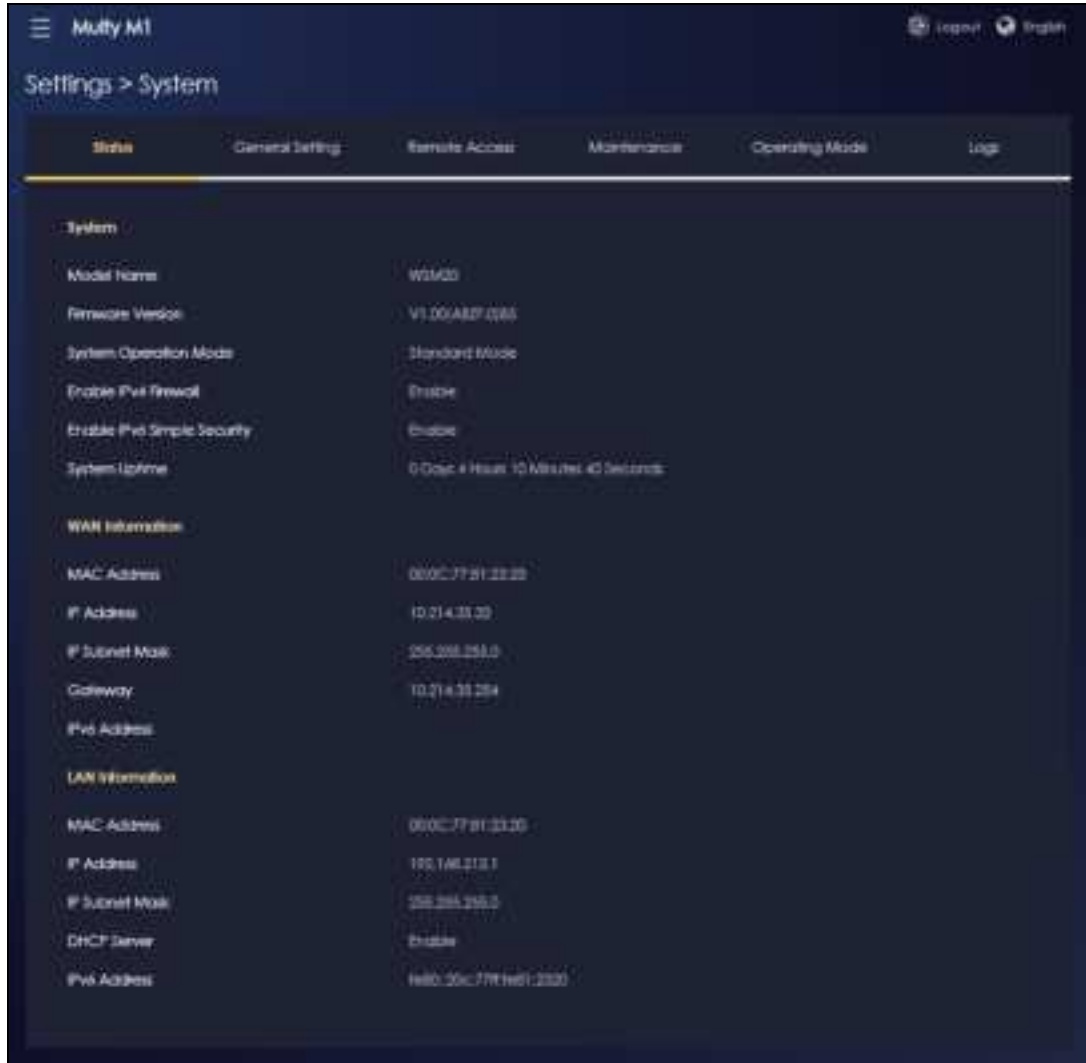 Multy M1
Logout English
Settings > System
Status General Setting Remote Access Maintenance Operating Mode Logs
System
Model Name WSM20
Firmware Version
System Operation Mode Standard Mode
Enable IPv4 Firewall Enable
Enable IPv6 Simple Security Enable
System Uptime 0 Days 4 Hours 10 Minutes 40 Seconds
WAN Information
MAC Address
IP Address
IP Subnet Mask 255.255.255.0
Gateway
IPv6 Address
LAN Information
MAC Address
IP Address
IP Subnet Mask 255.255.255.0
DHCP Server Enable
IPv6 Address